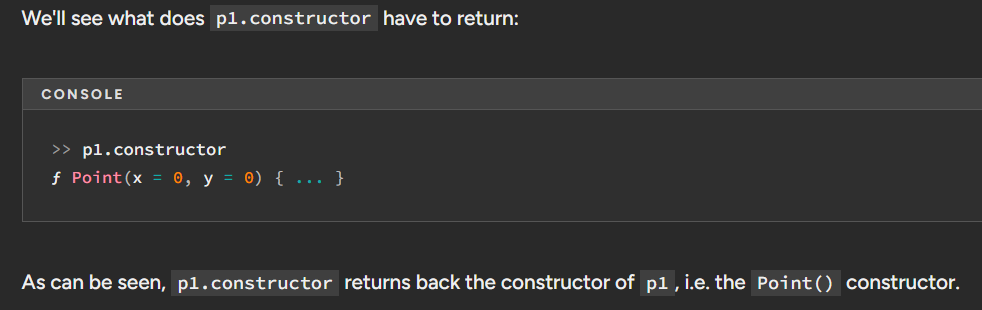 We'll see what does p1.constructor have to return:
CONSOLE
>> p1.constructor
ƒ Point(x = 0, y = 0) { ... }
As can be seen, p1.constructor returns back the constructor of p1, i.e. the Point() constructor.